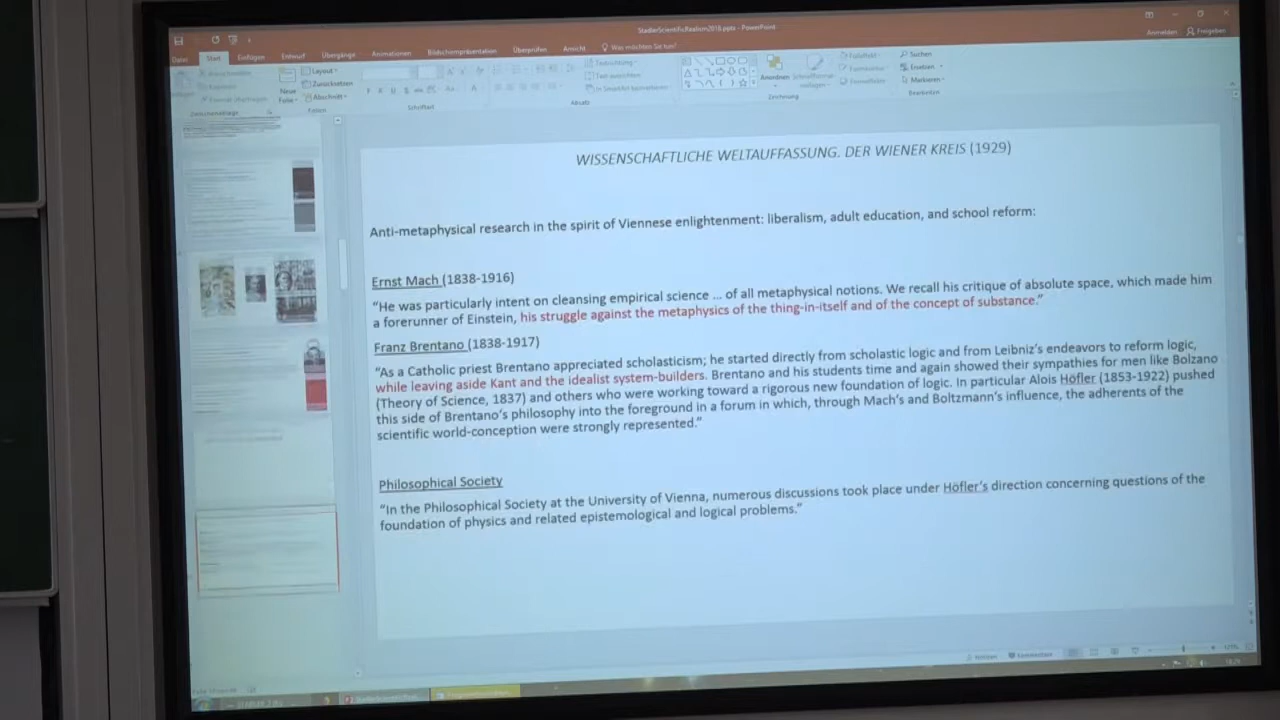 StadlerScientificRealism2018.pptx - PowerPoint
Datei Start Einfügen Entwurf Übergänge Animationen Bildschirmpräsentation Überprüfen Ansicht Was möchten Sie tun? Anmelden Freigeben
Layout
Zurücksetzen
Abschnitt
Neue
Folie
Zwischenablage Folien Schriftart Absatz Zeichnung Bearbeiten
Textrichtung
Anordnen
Suchen
Ersetzen
Markieren
WISSENSCHAFTLICHE WELTAUFFASSUNG. DER WIENER KREIS (1929)
Anti-metaphysical research in the spirit of Viennese enlightenment: liberalism, adult education, and school reform:
Ernst Mach (1838-1916)
“He was particularly intent on cleansing empirical science ... of all metaphysical notions. We recall his critique of absolute space, which made him
a forerunner of Einstein, his struggle against the metaphysics of the thing-in-itself and of the concept of substance.”
Franz Brentano (1838-1917)
“As a Catholic priest Brentano appreciated scholasticism; he started directly from scholastic logic and from Leibniz’s endeavors to reform logic,
while leaving aside Kant and the idealist system-builders. Brentano and his students time and again showed their sympathies for men like Bolzano
(Theory of Science, 1837) and others who were working toward a rigorous new foundation of logic. In particular Alois Höfler (1853-1922) pushed
this side of Brentano’s philosophy into the foreground in a forum in which, through Mach’s and Boltzmann’s influence, the adherents of the
scientific world-conception were strongly represented.”
Philosophical Society
“In the Philosophical Society at the University of Vienna, numerous discussions took place under Höfler’s direction concerning questions of the
foundation of physics and related epistemological and logical problems.”